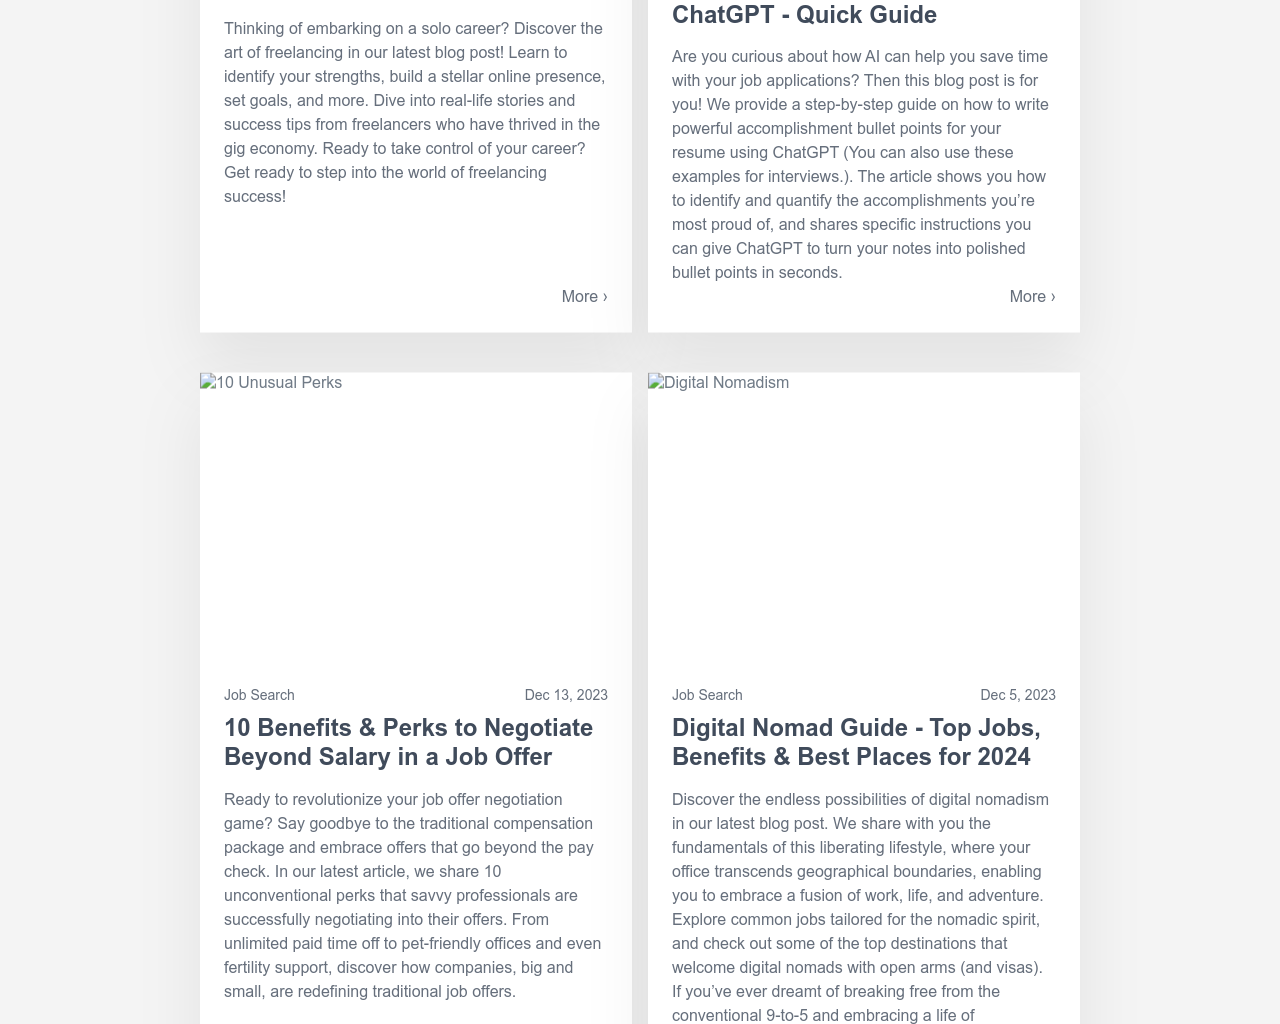 Thinking of embarking on a solo career? Discover the
art of freelancing in our latest blog post! Learn to
identify your strengths, build a stellar online presence,
set goals, and more. Dive into real-life stories and
success tips from freelancers who have thrived in the
gig economy. Ready to take control of your career?
Get ready to step into the world of freelancing
success!
More ›
ChatGPT - Quick Guide
Are you curious about how AI can help you save time
with your job applications? Then this blog post is for
you! We provide a step-by-step guide on how to write
powerful accomplishment bullet points for your
resume using ChatGPT (You can also use these
examples for interviews.). The article shows you how
to identify and quantify the accomplishments you’re
most proud of, and shares specific instructions you
can give ChatGPT to turn your notes into polished
bullet points in seconds.
More ›
10 Unusual Perks
Job Search
Dec 13, 2023
10 Benefits & Perks to Negotiate
Beyond Salary in a Job Offer
Ready to revolutionize your job offer negotiation
game? Say goodbye to the traditional compensation
package and embrace offers that go beyond the pay
check. In our latest article, we share 10
unconventional perks that savvy professionals are
successfully negotiating into their offers. From
unlimited paid time off to pet-friendly offices and even
fertility support, discover how companies, big and
small, are redefining traditional job offers.
Digital Nomadism
Job Search
Dec 5, 2023
Digital Nomad Guide - Top Jobs,
Benefits & Best Places for 2024
Discover the endless possibilities of digital nomadism
in our latest blog post. We share with you the
fundamentals of this liberating lifestyle, where your
office transcends geographical boundaries, enabling
you to embrace a fusion of work, life, and adventure.
Explore common jobs tailored for the nomadic spirit,
and check out some of the top destinations that
welcome digital nomads with open arms (and visas).
If you’ve ever dreamt of breaking free from the
conventional 9-to-5 and embracing a life of